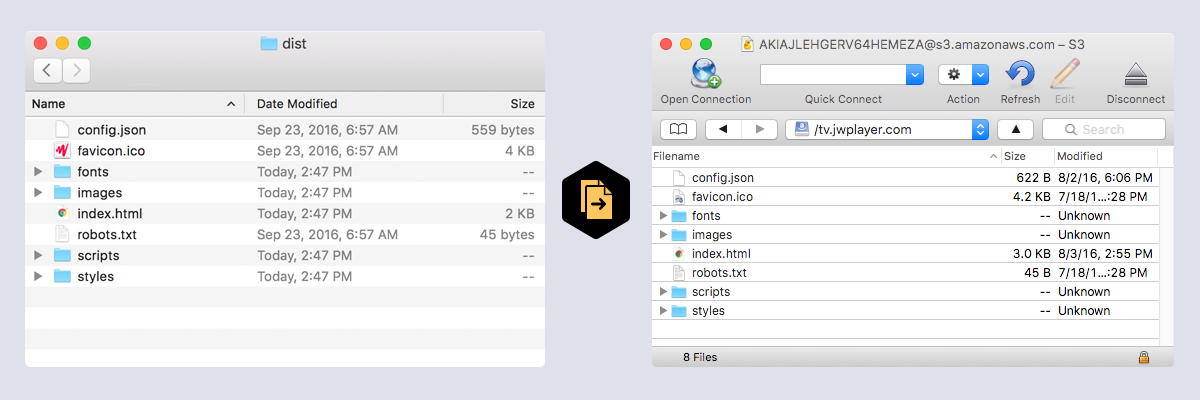 dist
Name Date Modified Size
config.json Sep 23, 2016, 6:57 AM 559 bytes
favicon.ico Sep 23, 2016, 6:57 AM 4 KB
fonts Today, 2:47 PM --
images Today, 2:47 PM --
index.html Today, 2:47 PM 2 KB
robots.txt Sep 23, 2016, 6:57 AM 45 bytes
scripts Today, 2:47 PM --
styles Today, 2:47 PM --
AKIAJLEHGERV64HEMEZA@s3.amazonaws.com – S3
Open Connection Quick Connect Action Refresh Edit Disconnect
/tv.jwplayer.com Search
Filename Size Modified
config.json 622 B 8/2/16, 6:06 PM
favicon.ico 4.2 KB 7/18/1...:28 PM
fonts -- Unknown
images -- Unknown
index.html 3.0 KB 8/3/16, 2:55 PM
robots.txt 45 B 7/18/1...:28 PM
scripts -- Unknown
styles -- Unknown
8 Files